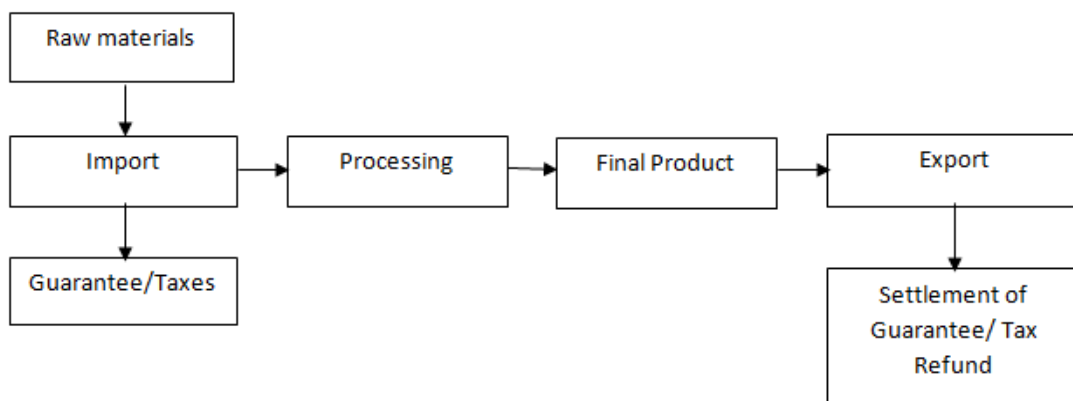 Raw materials
Import
Processing
Final Product
Export
Guarantee/Taxes
Settlement of
Guarantee/ Tax
Refund